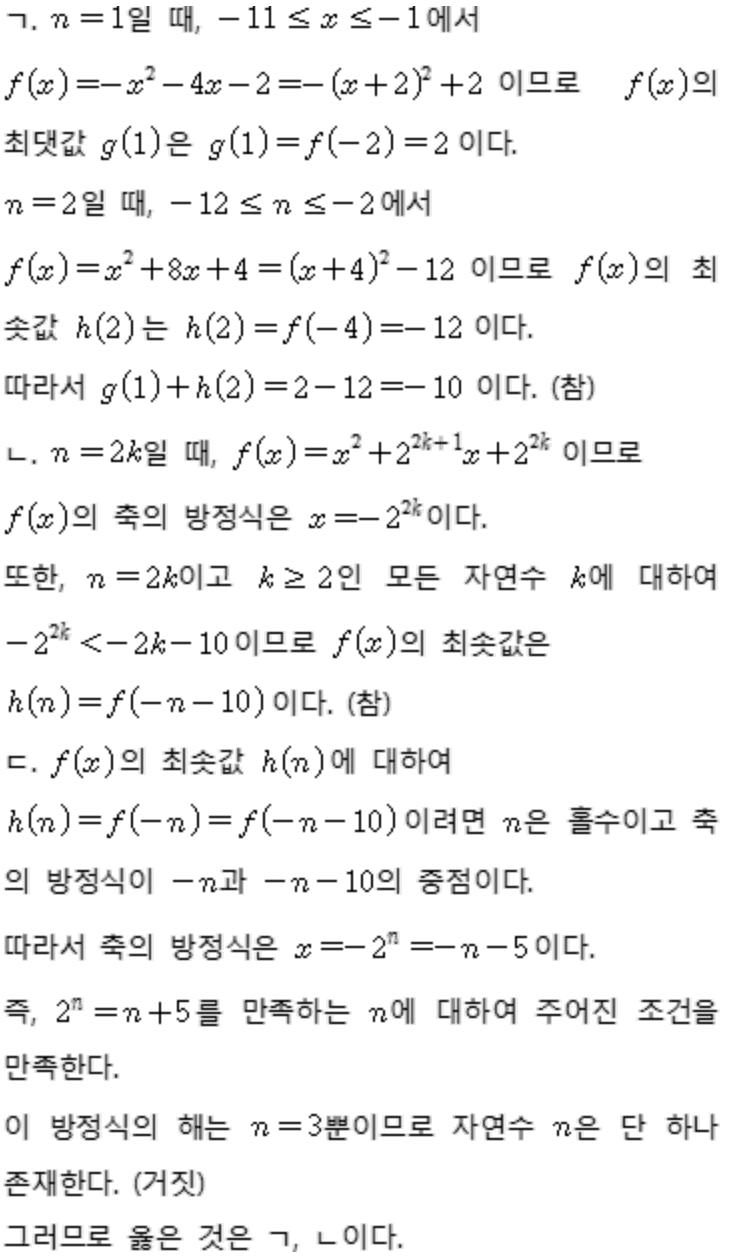 ㄱ. n=1일 때, -11 ≤ x ≤ -1에서
f(x)=-x²-4x-2=-(x+2)²+2 이므로 f(x)의
최댓값 g(1)은 g(1)=f(-2)=2 이다.
n=2일 때, -12 ≤ n ≤ -2에서
f(x)=x²+8x+4=(x+4)²-12 이므로 f(x)의 최
솟값 h(2)는 h(2)=f(-4)=-12 이다.
따라서 g(1)+h(2)=2-12=-10 이다. (참)
ㄴ. n=2k일 때, f(x)=x²+2^{2k+1}x+2^{2k} 이므로
f(x)의 축의 방정식은 x=-2^{2k}이다.
또한, n=2k이고 k ≥ 2인 모든 자연수 k에 대하여
-2^{2k}<-2k-10이므로 f(x)의 최솟값은
h(n)=f(-n-10)이다. (참)
ㄷ. f(x)의 최솟값 h(n)에 대하여
h(n)=f(-n)=f(-n-10)이려면 n은 홀수이고 축
의 방정식이 -n과 -n-10의 중점이다.
따라서 축의 방정식은 x=-2ⁿ=-n-5이다.
즉, 2ⁿ=n+5를 만족하는 n에 대하여 주어진 조건을
만족한다.
이 방정식의 해는 n=3뿐이므로 자연수 n은 단 하나
존재한다. (거짓)
그러므로 옳은 것은 ㄱ, ㄴ이다.